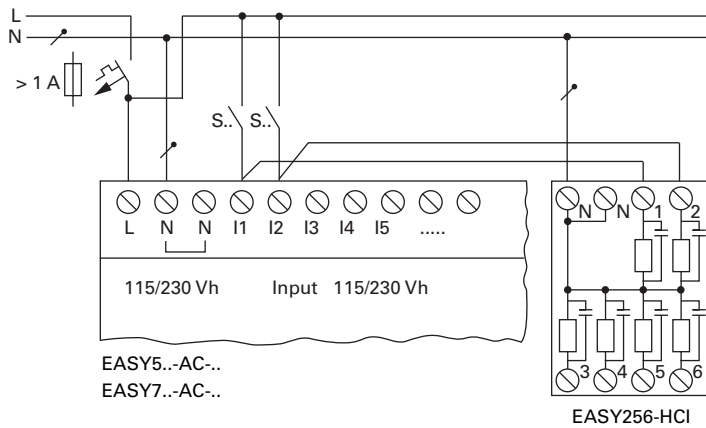 L
N
> 1 A
S.. S..
N N 1 2
L N N I1 I2 I3 I4 I5 .....
115/230 Vh Input 115/230 Vh
3 4 5 6
EASY5..-AC-..
EASY7..-AC-..
EASY256-HCI